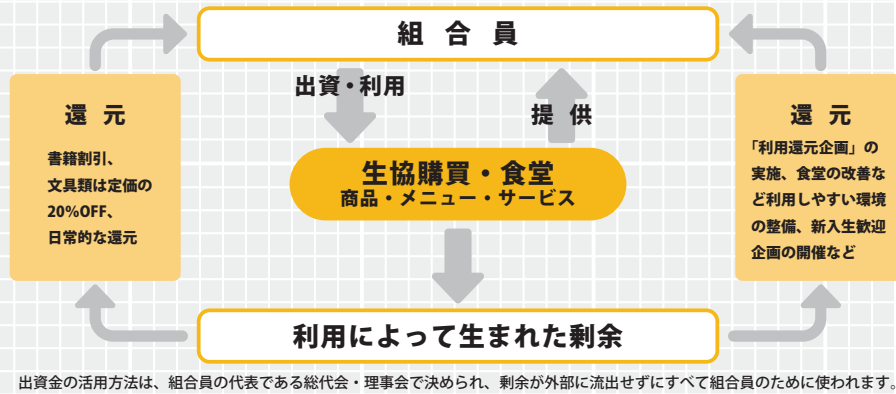 組合員
出資・利用
提供
還元
書籍割引、
文具類は定価の
20%OFF、
日常的な還元
生協購買・食堂
商品・メニュー・サービス
還元
「利用還元企画」の
実施、食堂の改善な
ど利用しやすい環境
の整備、新入生歓迎
企画の開催など
利用によって生まれた剰余
出資金の活用方法は、組合員の代表である総代会・理事会で決められ、剰余が外部に流出せずにすべて組合員のために使われます。